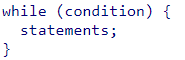 while (condition) {
  statements;
}